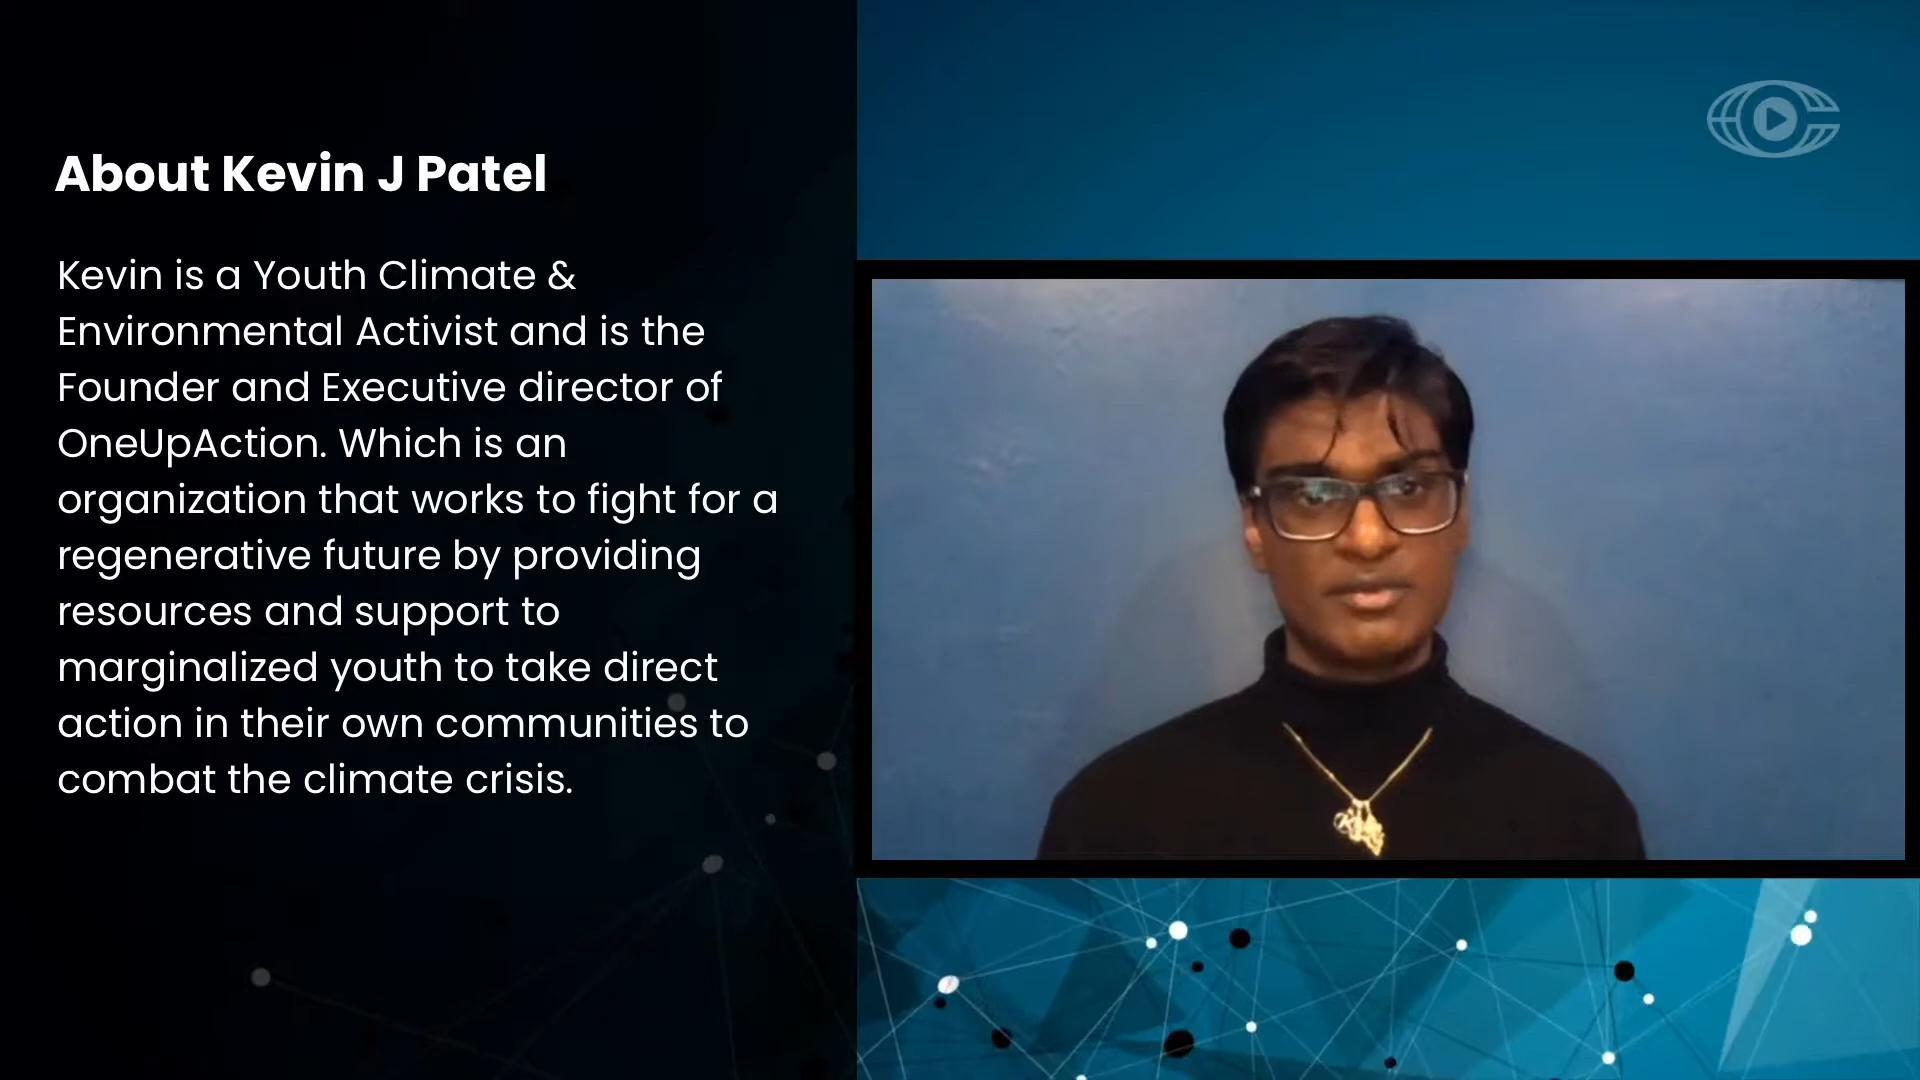 About Kevin J Patel
Kevin is a Youth Climate &
Environmental Activist and is the
Founder and Executive director of
OneUpAction. Which is an
organization that works to fight for a
regenerative future by providing
resources and support to
marginalized youth to take direct
action in their own communities to
combat the climate crisis.